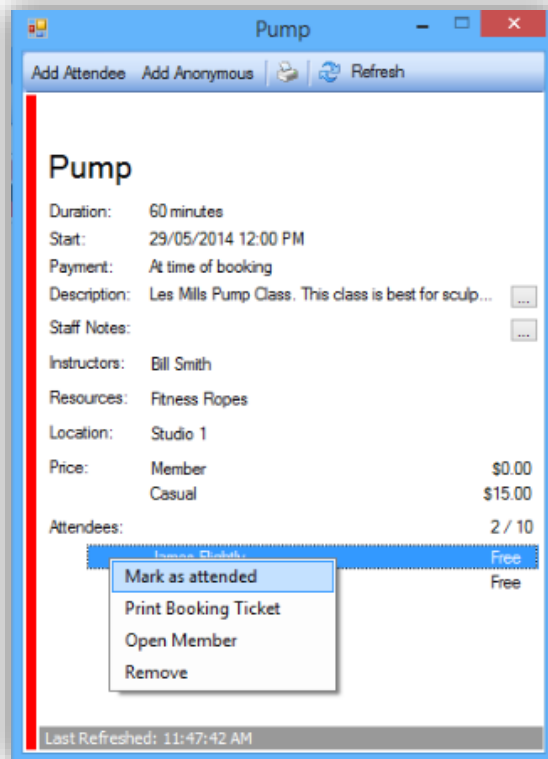 Pump
Add Attendee Add Anonymous Refresh
Pump
Duration: 60 minutes
Start: 29/05/2014 12:00 PM
Payment: At time of booking
Description: Les Mills Pump Class. This class is best for sculp... ...
Staff Notes: ...
Instructors: Bill Smith
Resources: Fitness Ropes
Location: Studio 1
Price: Member $0.00
Casual $15.00
Attendees: 2 / 10
James Free
Mark as attended Free
Print Booking Ticket
Open Member
Remove
Last Refreshed: 11:47:42 AM